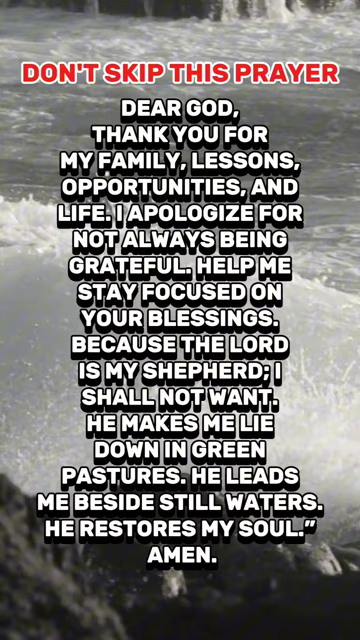 DON'T SKIP THIS PRAYER
DEAR GOD,
THANK YOU FOR
MY FAMILY, LESSONS,
OPPORTUNITIES, AND
LIFE. I APOLOGIZE FOR
NOT ALWAYS BEING
GRATEFUL. HELP ME
STAY FOCUSED ON
YOUR BLESSINGS.
BECAUSE THE LORD
IS MY SHEPHERD; I
SHALL NOT WANT.
HE MAKES ME LIE
DOWN IN GREEN
PASTURES. HE LEADS
ME BESIDE STILL WATERS.
HE RESTORES MY SOUL.”
AMEN.